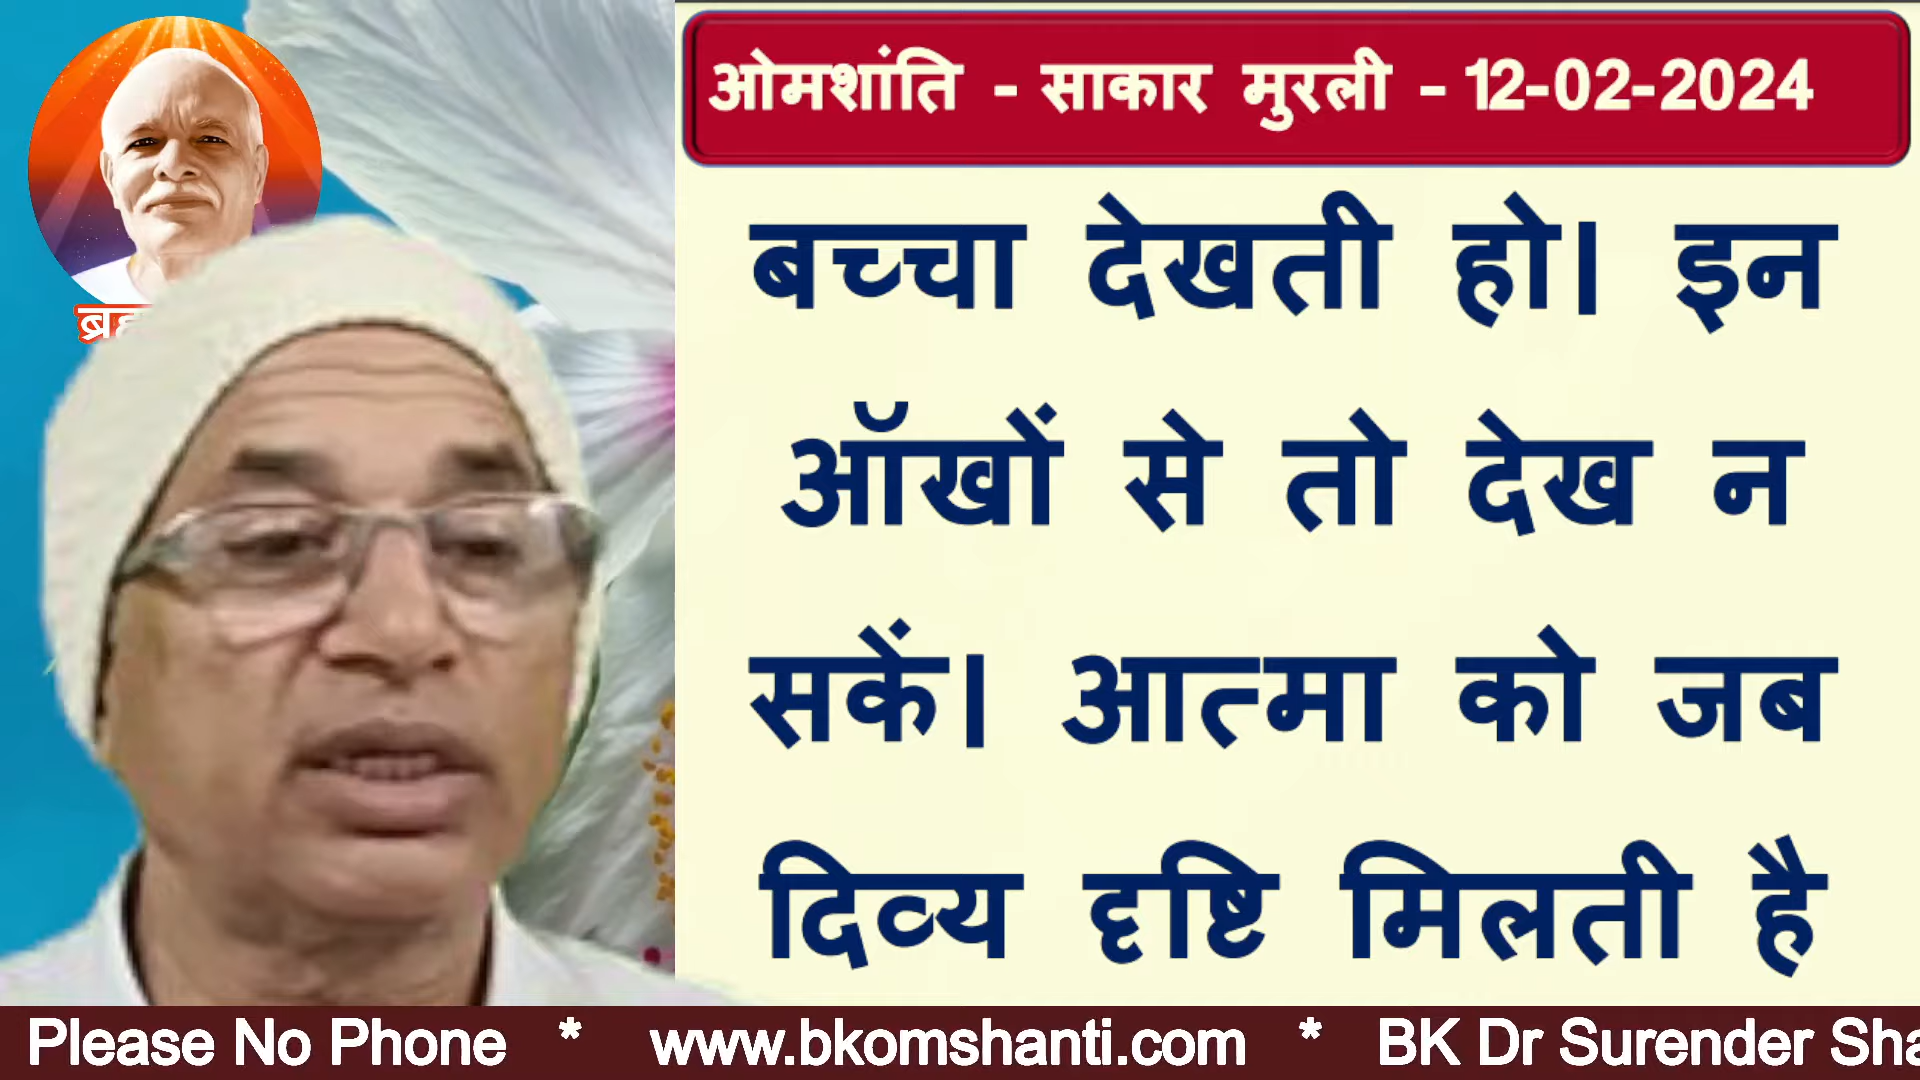 ओमशांति - साकार मुरली - 12-02-2024
बच्चा देखती हो। इन
ऑखों से तो देख न
सकें। आत्मा को जब
दिव्य दृष्टि मिलती है
Please No Phone * www.bkomshanti.com * BK Dr Surender